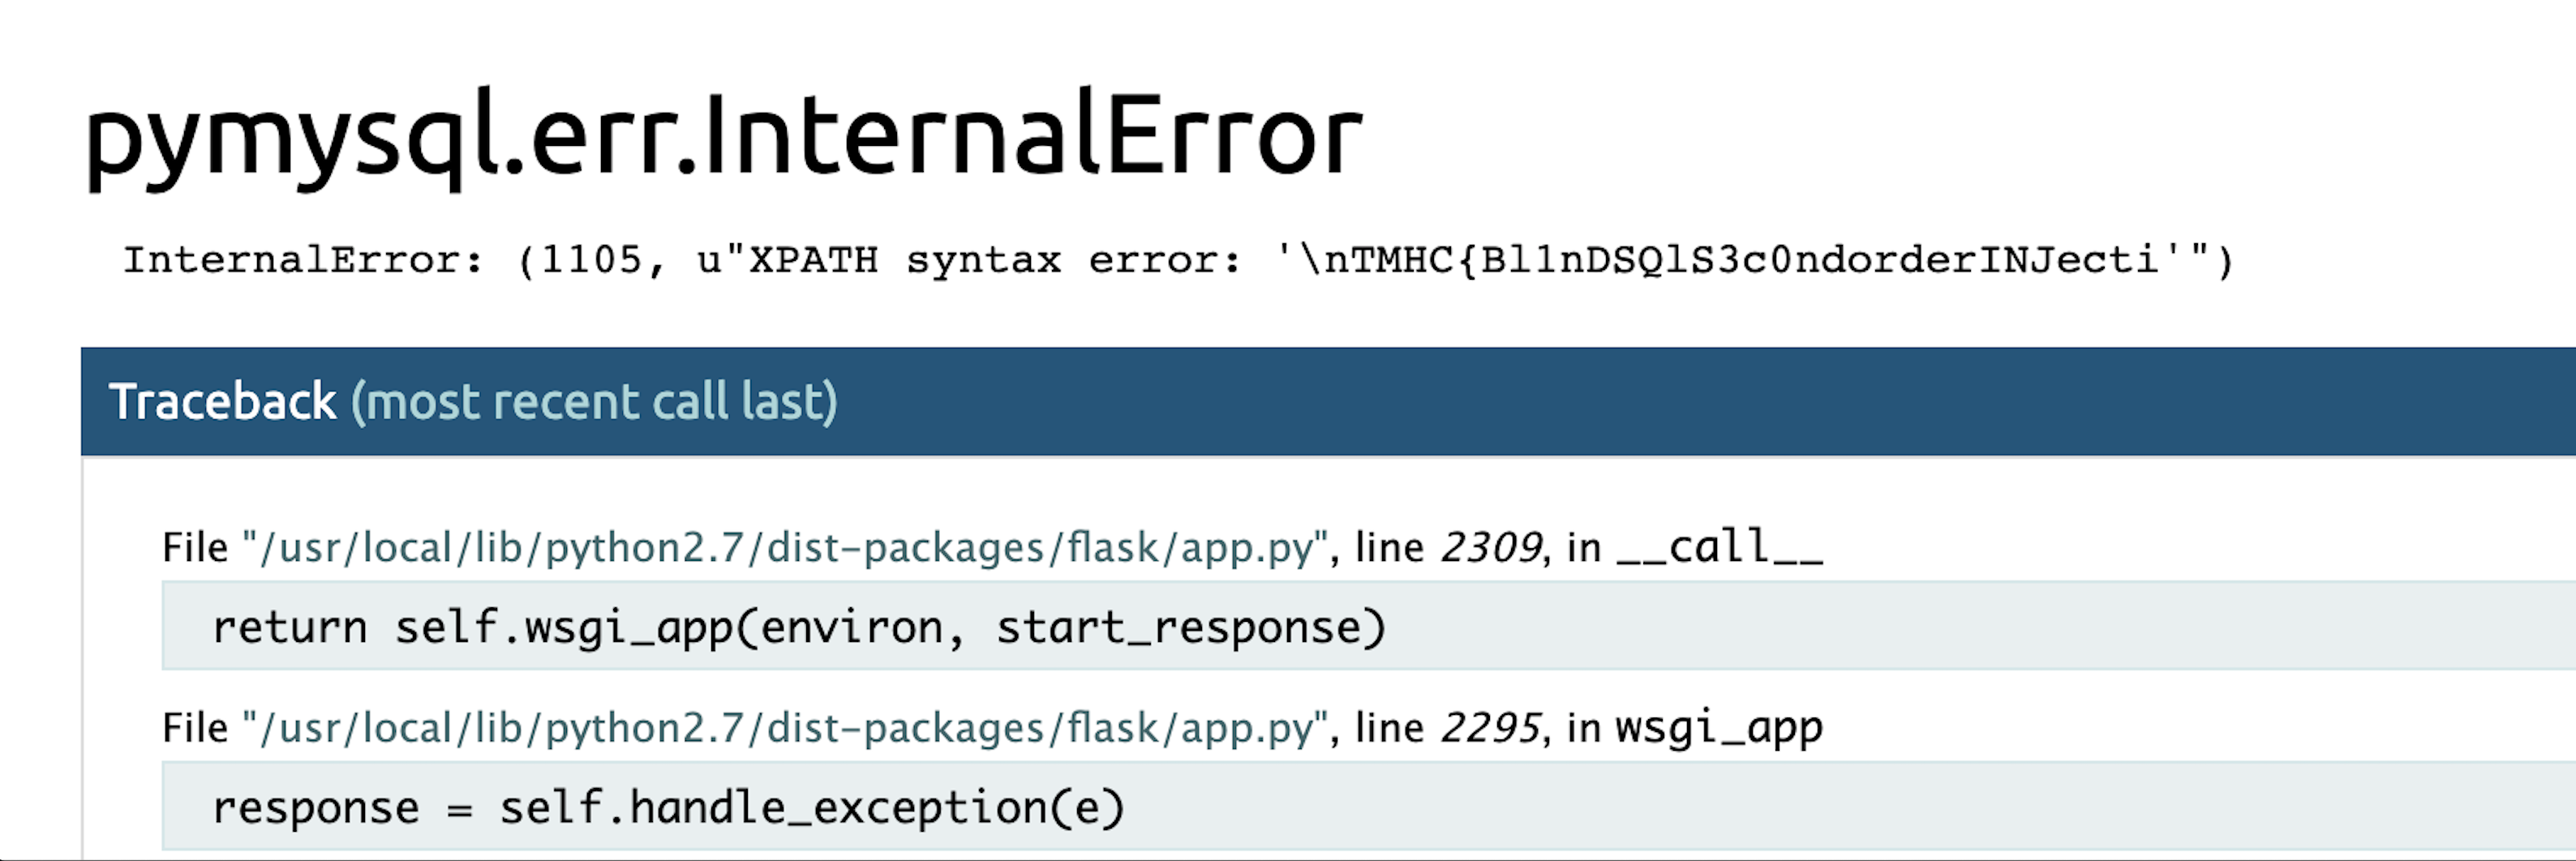 pymysql.err.InternalError
InternalError: (1105, u"XPATH syntax error: '\nTMHC{Bl1nDSQlS3c0ndorderINJecti'")
Traceback (most recent call last)
File "/usr/local/lib/python2.7/dist-packages/flask/app.py", line 2309, in __call__
return self.wsgi_app(environ, start_response)
File "/usr/local/lib/python2.7/dist-packages/flask/app.py", line 2295, in wsgi_app
response = self.handle_exception(e)